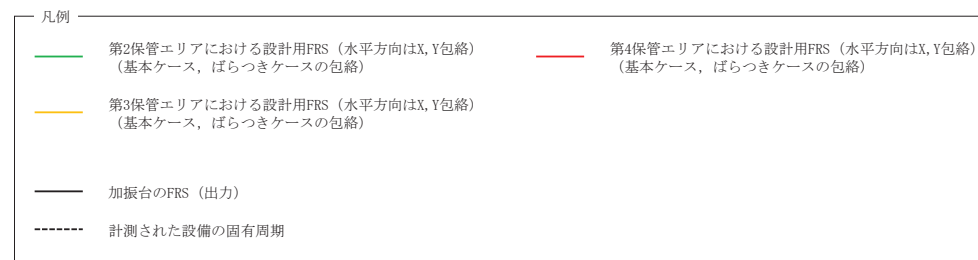 凡例
第2保管エリアにおける設計用FRS（水平方向はX,Y包絡）
（基本ケース，ばらつきケースの包絡）
第4保管エリアにおける設計用FRS（水平方向はX,Y包絡）
（基本ケース，ばらつきケースの包絡）
第3保管エリアにおける設計用FRS（水平方向はX,Y包絡）
（基本ケース，ばらつきケースの包絡）
加振台のFRS（出力）
計測された設備の固有周期